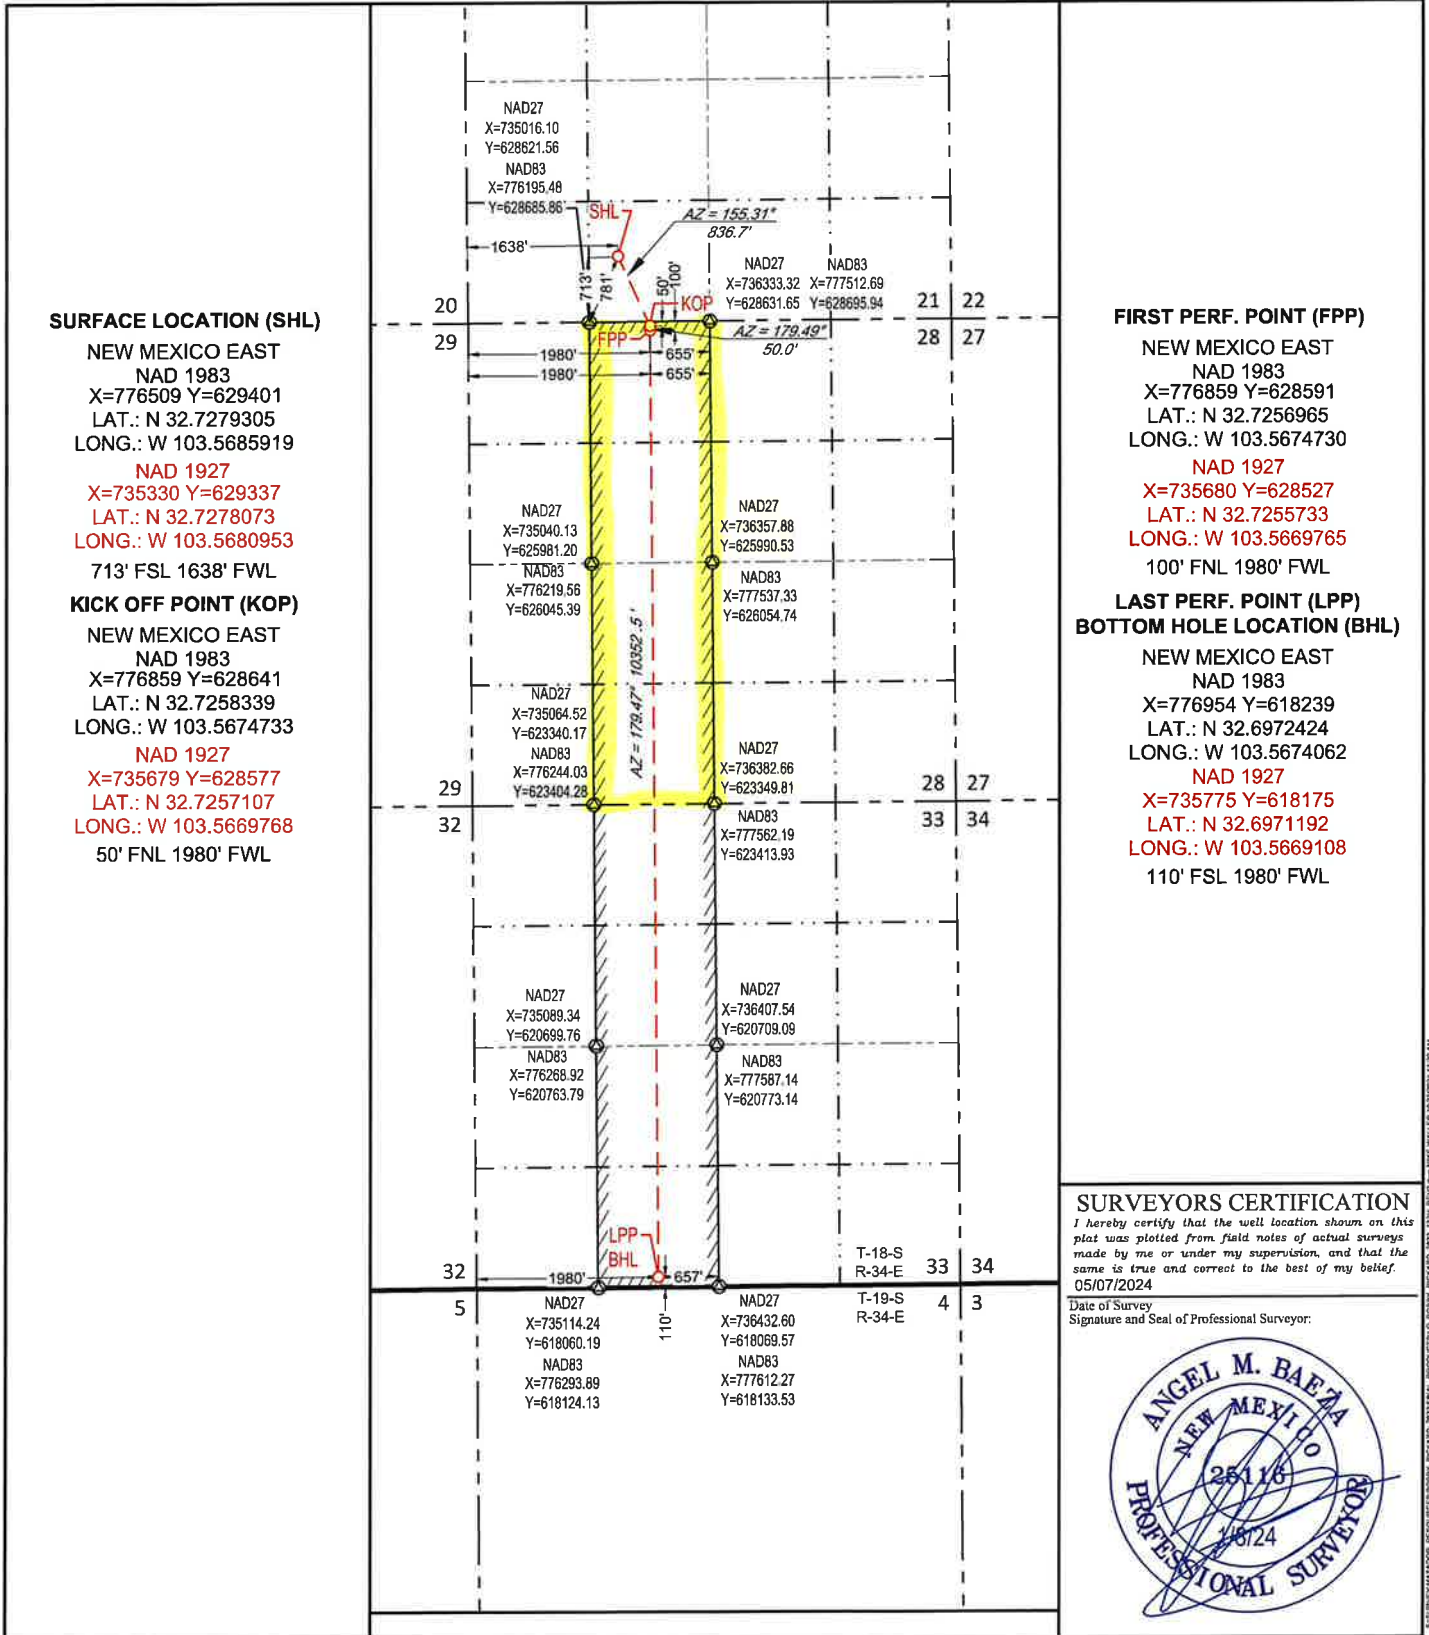 SURFACE LOCATION (SHL)
NEW MEXICO EAST
NAD 1983
X=776509 Y=629401
LAT.: N 32.7279305
LONG.: W 103.5685919
NAD 1927
X=735330 Y=629337
LAT.: N 32.7278073
LONG.: W 103.5680953
713' FSL 1638' FWL
KICK OFF POINT (KOP)
NEW MEXICO EAST
NAD 1983
X=776859 Y=628641
LAT.: N 32.7258339
LONG.: W 103.5674733
NAD 1927
X=735679 Y=628577
LAT.: N 32.7257107
LONG.: W 103.5669768
50' FNL 1980' FWL
NAD27
X=735016.10
Y=628621.56
NAD83
X=776195.48
Y=628685.86
SHL
AZ = 155.31°
836.7'
1638'
713'
781'
50'
100'
KOP
NAD27
X=736333.32
Y=628631.65
NAD83
X=777512.69
Y=628695.94
20
29
21 22
28 27
FPP
AZ = 179.49°
50.0'
1980' 655'
1980' 655'
NAD27
X=735040.13
Y=625981.20
NAD83
X=776219.56
Y=626045.39
NAD27
X=736357.88
Y=625990.53
NAD83
X=777537.33
Y=626054.74
AZ = 179.47° 10352.5'
NAD27
X=735064.52
Y=623340.17
NAD83
X=776244.03
Y=623404.28
NAD27
X=736382.66
Y=623349.81
NAD83
X=777562.19
Y=623413.93
29
32
28 27
33 34
NAD27
X=735089.34
Y=620699.76
NAD83
X=776268.92
Y=620763.79
NAD27
X=736407.54
Y=620709.09
NAD83
X=777587.14
Y=620773.14
LPP
BHL
1980' 657'
110'
32
5
T-18-S
R-34-E
33 34
T-19-S
R-34-E
4 3
NAD27
X=735114.24
Y=618060.19
NAD83
X=776293.89
Y=618124.13
NAD27
X=736432.60
Y=618069.57
NAD83
X=777612.27
Y=618133.53
FIRST PERF. POINT (FPP)
NEW MEXICO EAST
NAD 1983
X=776859 Y=628591
LAT.: N 32.7256965
LONG.: W 103.5674730
NAD 1927
X=735680 Y=628527
LAT.: N 32.7255733
LONG.: W 103.5669765
100' FNL 1980' FWL
LAST PERF. POINT (LPP)
BOTTOM HOLE LOCATION (BHL)
NEW MEXICO EAST
NAD 1983
X=776954 Y=618239
LAT.: N 32.6972424
LONG.: W 103.5674062
NAD 1927
X=735775 Y=618175
LAT.: N 32.6971192
LONG.: W 103.5669108
110' FSL 1980' FWL
SURVEYORS CERTIFICATION
I hereby certify that the well location shown on this
plat was plotted from field notes of actual surveys
made by me or under my supervision, and that the
same is true and correct to the best of my belief.
05/07/2024
Date of Survey
Signature and Seal of Professional Surveyor:
ANGEL M. BAEZA
NEW MEXICO
25116
PROFESSIONAL SURVEYOR